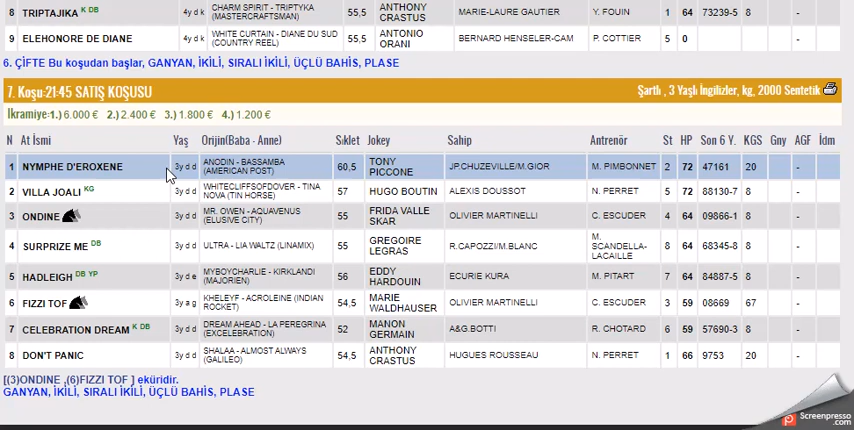 8 TRIPTAJIKA K DB 4y d k CHARM SPIRIT - TRIPTYKA (MASTERCRAFTSMAN) 55,5 ANTHONY CRASTUS MARIE-LAURE GAUTIER Y. FOUIN 1 64 73239-5 8 -
9 ELEHONORE DE DIANE 4y d k WHITE CURTAIN - DIANE DU SUD (COUNTRY REEL) 55,5 ANTONIO ORANI BERNARD HENSELER-CAM P. COTTIER 5 0 -
6. ÇİFTE Bu koşudan başlar, GANYAN, İKİLİ, SIRALI İKİLİ, ÜÇLÜ BAHİS, PLASE
7. Koşu:21:45 SATIŞ KOŞUSU Şartlı , 3 Yaşlı İngilizler, kg, 2000 Sentetik
İkramiye:1.) 6.000 € 2.) 2.400 € 3.) 1.800 € 4.) 1.200 €
N At İsmi Yaş Orijin(Baba - Anne) Sıklet Jokey Sahip Antrenör St HP Son 6 Y. KGS Gny AGF İdm
1 NYMPHE D'EROXENE 3y d d ANODIN - BASSAMBA (AMERICAN POST) 60,5 TONY PICCONE JP.CHUZEVILLE/M.GIOR M. PIMBONNET 2 72 47161 20 -
2 VILLA JOALI KG 3y d d WHITECLIFFSOFDOVER - TINA NOVA (TIN HORSE) 57 HUGO BOUTIN ALEXIS DOUSSOT N. PERRET 5 72 88130-7 8 -
3 ONDINE 3y d d MR. OWEN - AQUAVENUS (ELUSIVE CITY) 55 FRIDA VALLE SKAR OLIVIER MARTINELLI C. ESCUDER 4 64 09866-1 8 -
4 SURPRIZE ME DB 3y d d ULTRA - LIA WALTZ (LINAMIX) 55 GREGOIRE LEGRAS R.CAPOZZI/M.BLANC M. SCANDELLA-LACAILLE 8 64 68345-8 8 -
5 HADLEIGH DB YP 3y d e MYBOYCHARLIE - KIRKLANDI (MAJORIEN) 56 EDDY HARDOUIN ECURIE KURA M. PITART 7 64 84887-5 8 -
6 FIZZI TOF 3y a g KHELEYF - ACROLEINE (INDIAN ROCKET) 54,5 MARIE WALDHAUSER OLIVIER MARTINELLI C. ESCUDER 3 59 08669 67 -
7 CELEBRATION DREAM K DB 3y d d DREAM AHEAD - LA PEREGRINA (EXCELEBRATION) 52 MANON GERMAIN A&G.BOTTI R. CHOTARD 6 59 57690-3 8 -
8 DON'T PANIC 3y d d SHALAA - ALMOST ALWAYS (GALILEO) 54,5 ANTHONY CRASTUS HUGUES ROUSSEAU N. PERRET 1 66 9753 20 -
[(3)ONDINE ,(6)FIZZI TOF ] eküridir.
GANYAN, İKİLİ, SIRALI İKİLİ, ÜÇLÜ BAHİS, PLASE
Screenpresso
.com